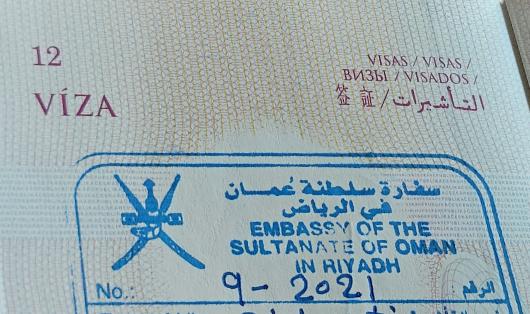 12
VÍZA
VISAS / VISAS /
ВИЗЫ / VISADOS /
签证 / التأشيرات
سفارة سلطنة عُمـــان
في الرياض
EMBASSY OF THE
SULTANATE OF OMAN
IN RIYADH
No.: 9 - 2021 الرقم: